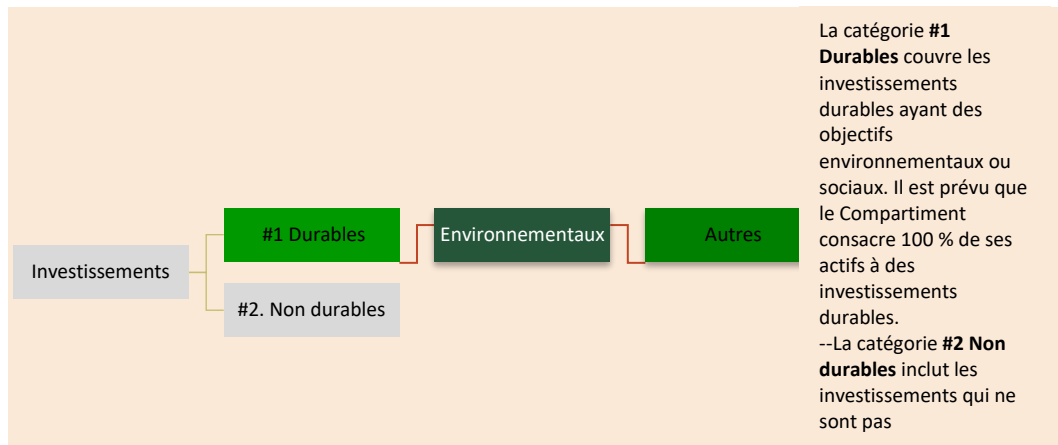 Investissements
#1 Durables
#2. Non durables
Environnementaux
Autres
La catégorie #1
Durables couvre les
investissements
durables ayant des
objectifs
environnementaux ou
sociaux. Il est prévu que
le Compartiment
consacre 100 % de ses
actifs à des
investissements
durables.
--La catégorie #2 Non
durables inclut les
investissements qui ne
sont pas